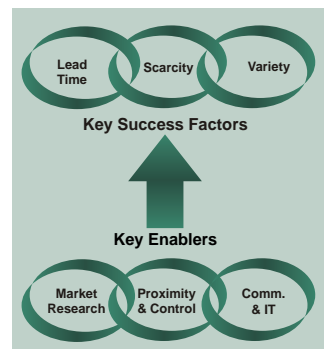 Lead
Time
Scarcity
Variety
Key Success Factors
Key Enablers
Market
Research
Proximity
& Control
Comm.
& IT